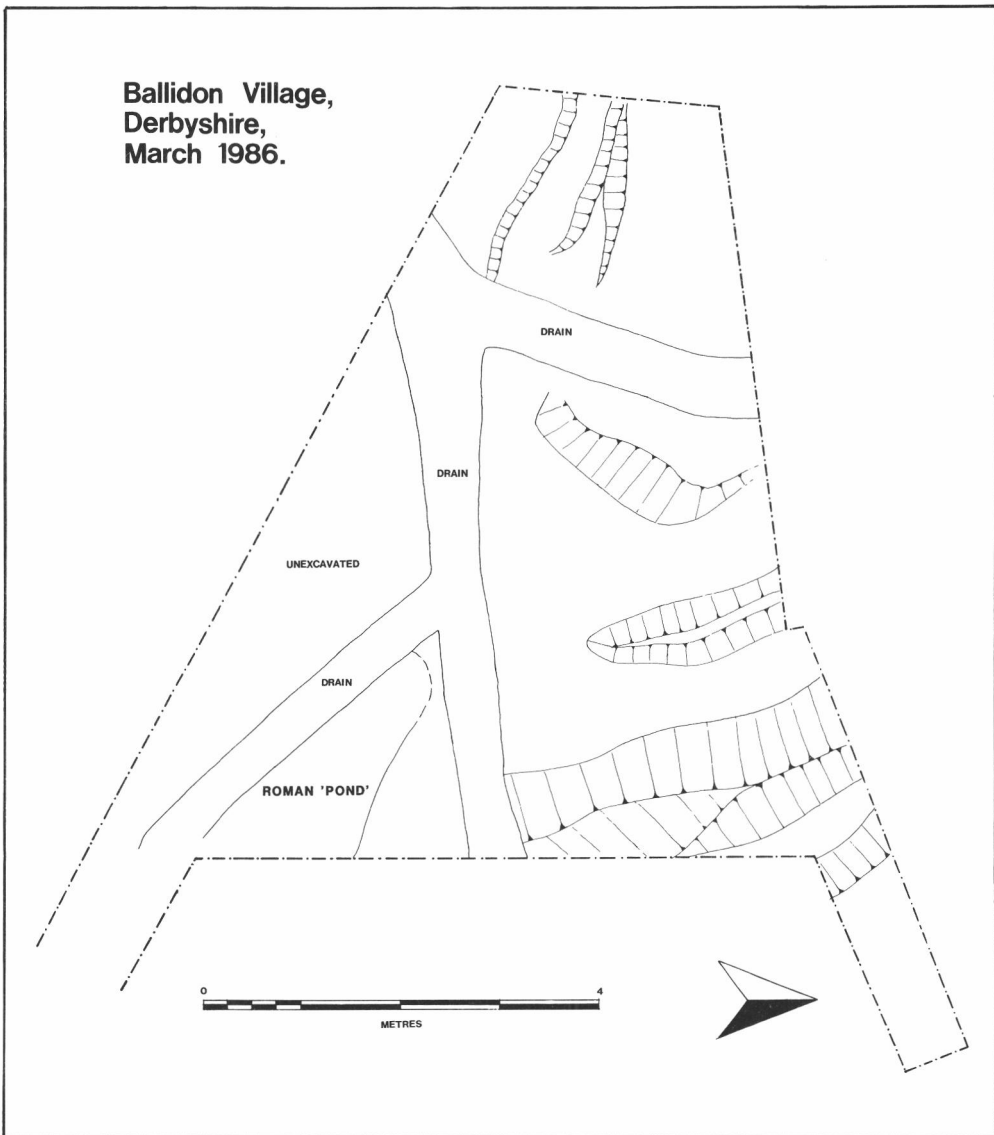 Ballidon Village,
Derbyshire,
March 1986.
DRAIN
DRAIN
UNEXCAVATED
DRAIN
ROMAN 'POND'
0 4
METRES